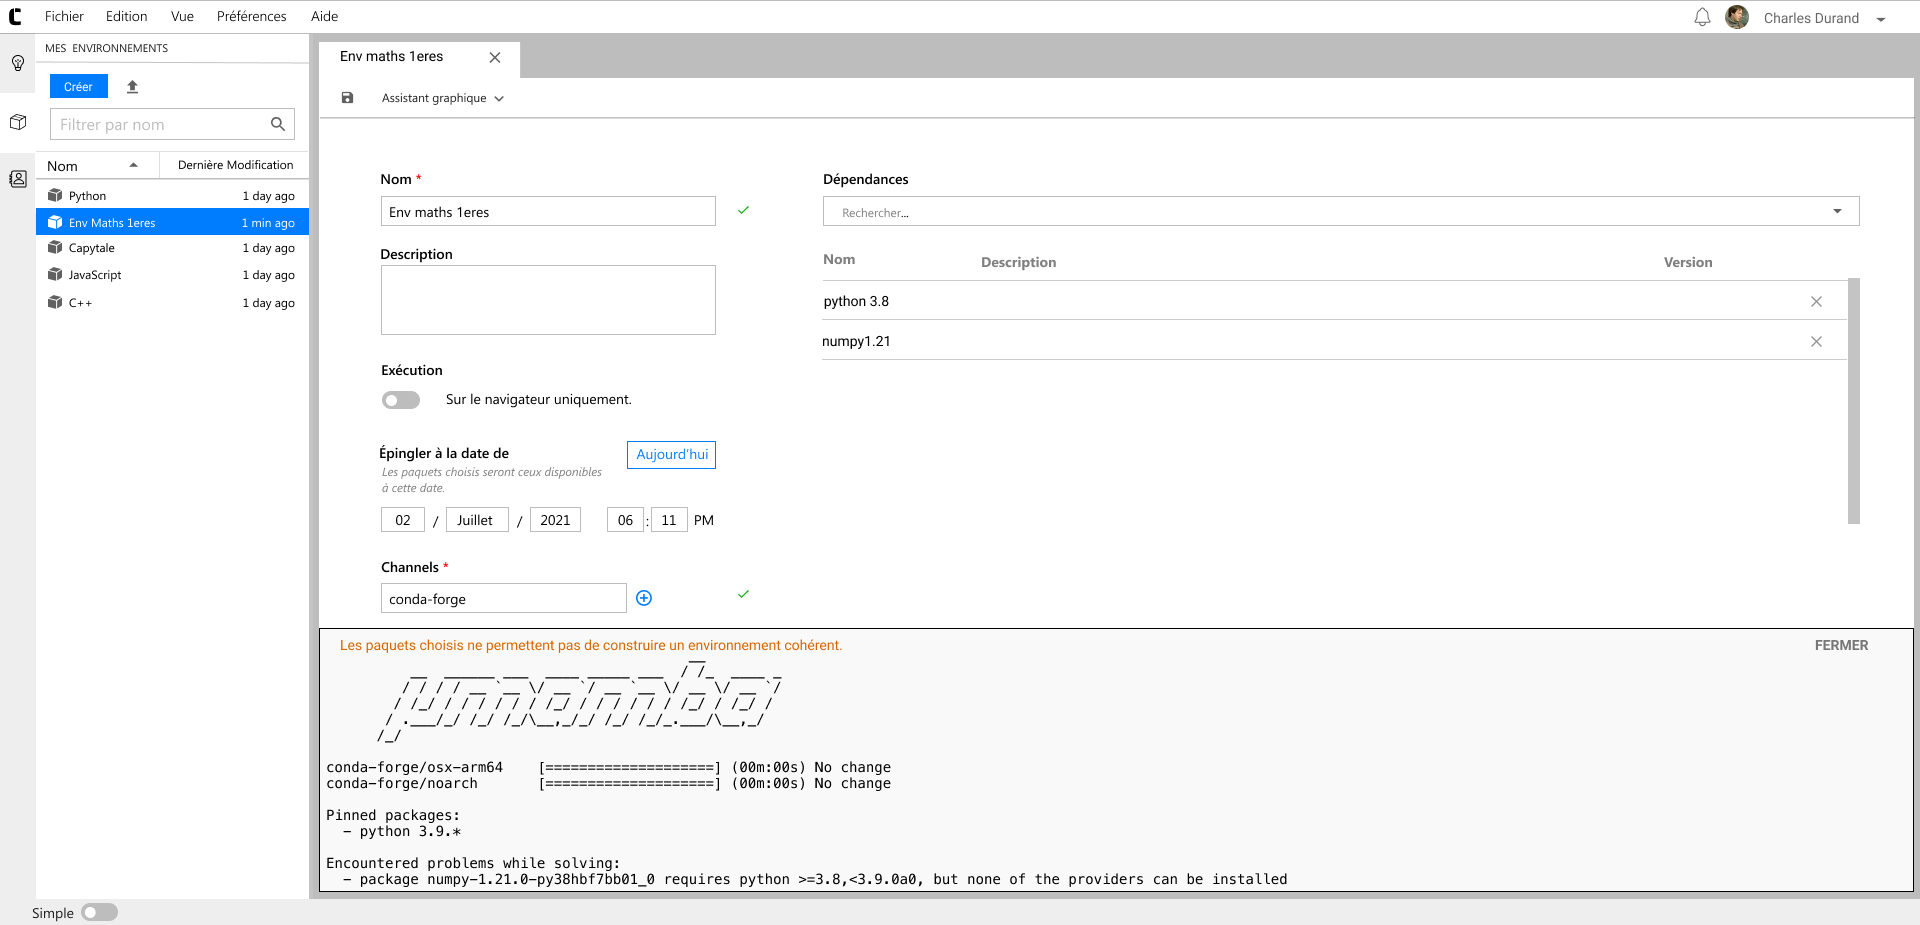 Fichier Edition Vue Préférences Aide
Charles Durand
MES ENVIRONNEMENTS
Créer
Filtrer par nom
Nom Dernière Modification
Python 1 day ago
Env Maths 1eres 1 min ago
Capytale 1 day ago
JavaScript 1 day ago
C++ 1 day ago
Env maths 1eres
Assistant graphique
Nom *
Env maths 1eres
Description
Exécution
Sur le navigateur uniquement.
Épingler à la date de
Aujourd'hui
Les paquets choisis seront ceux disponibles
à cette date.
02 / Juillet / 2021 06 : 11 PM
Channels *
conda-forge
Dépendances
Rechercher...
Nom Description Version
python 3.8
numpy1.21
Les paquets choisis ne permettent pas de construire un environnement cohérent.
FERMER
conda-forge/osx-arm64 [====================] (00m:00s) No change
conda-forge/noarch [====================] (00m:00s) No change
Pinned packages:
- python 3.9.*
Encountered problems while solving:
- package numpy-1.21.0-py38hbf7bb01_0 requires python >=3.8,<3.9.0a0, but none of the providers can be installed
Simple